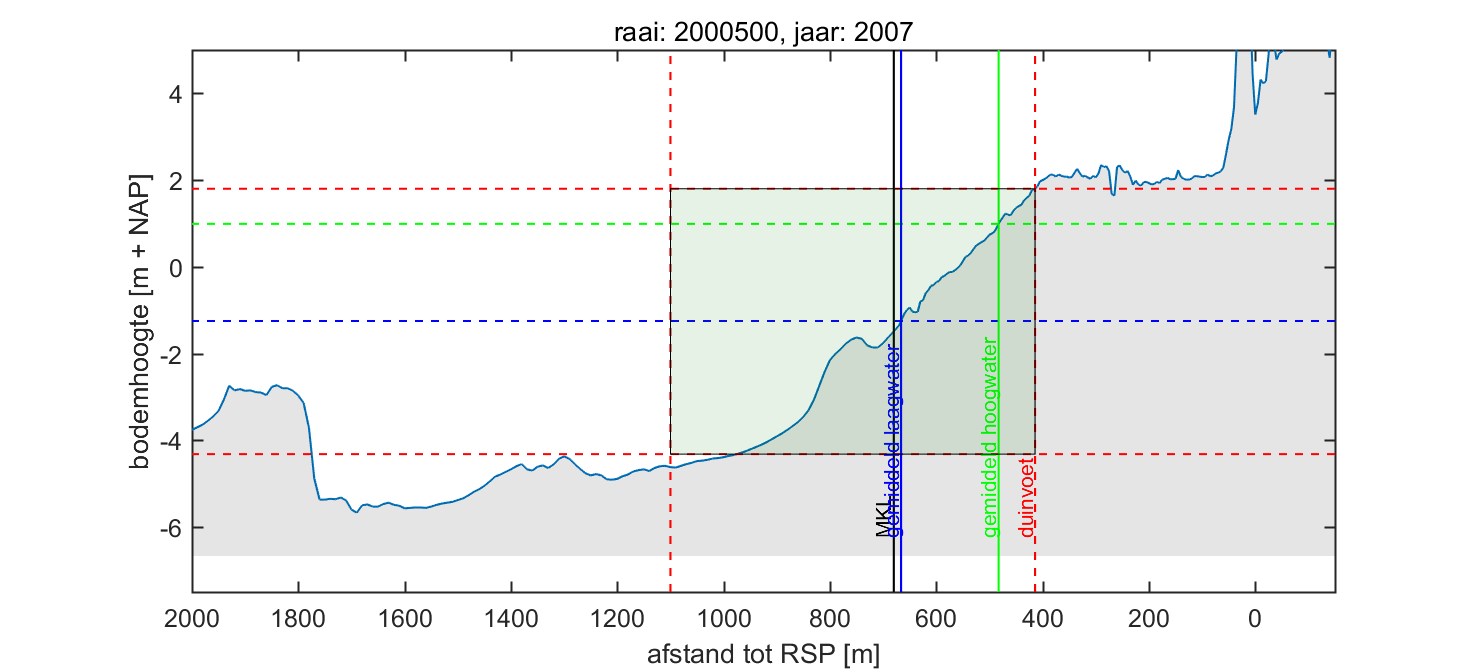 raai: 2000500, jaar: 2007
bodemhoogte [m + NAP]
4
2
0
-2
-4
-6
MKL
gemiddeld laagwater
gemiddeld hoogwater
duinvoet
2000 1800 1600 1400 1200 1000 800 600 400 200 0
afstand tot RSP [m]